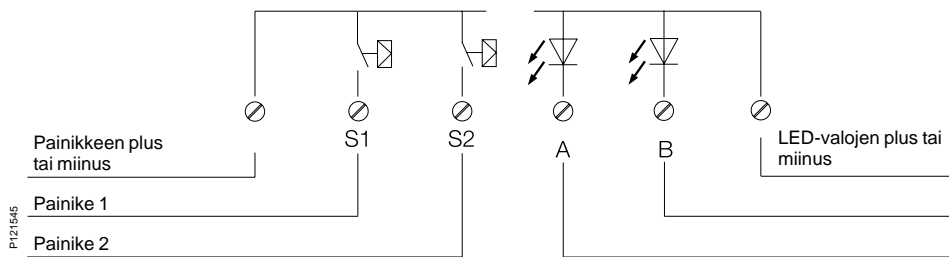 S1
S2
A
B
Painikkeen plus
tai miinus
LED-valojen plus tai
miinus
Painike 1
Painike 2
P121545